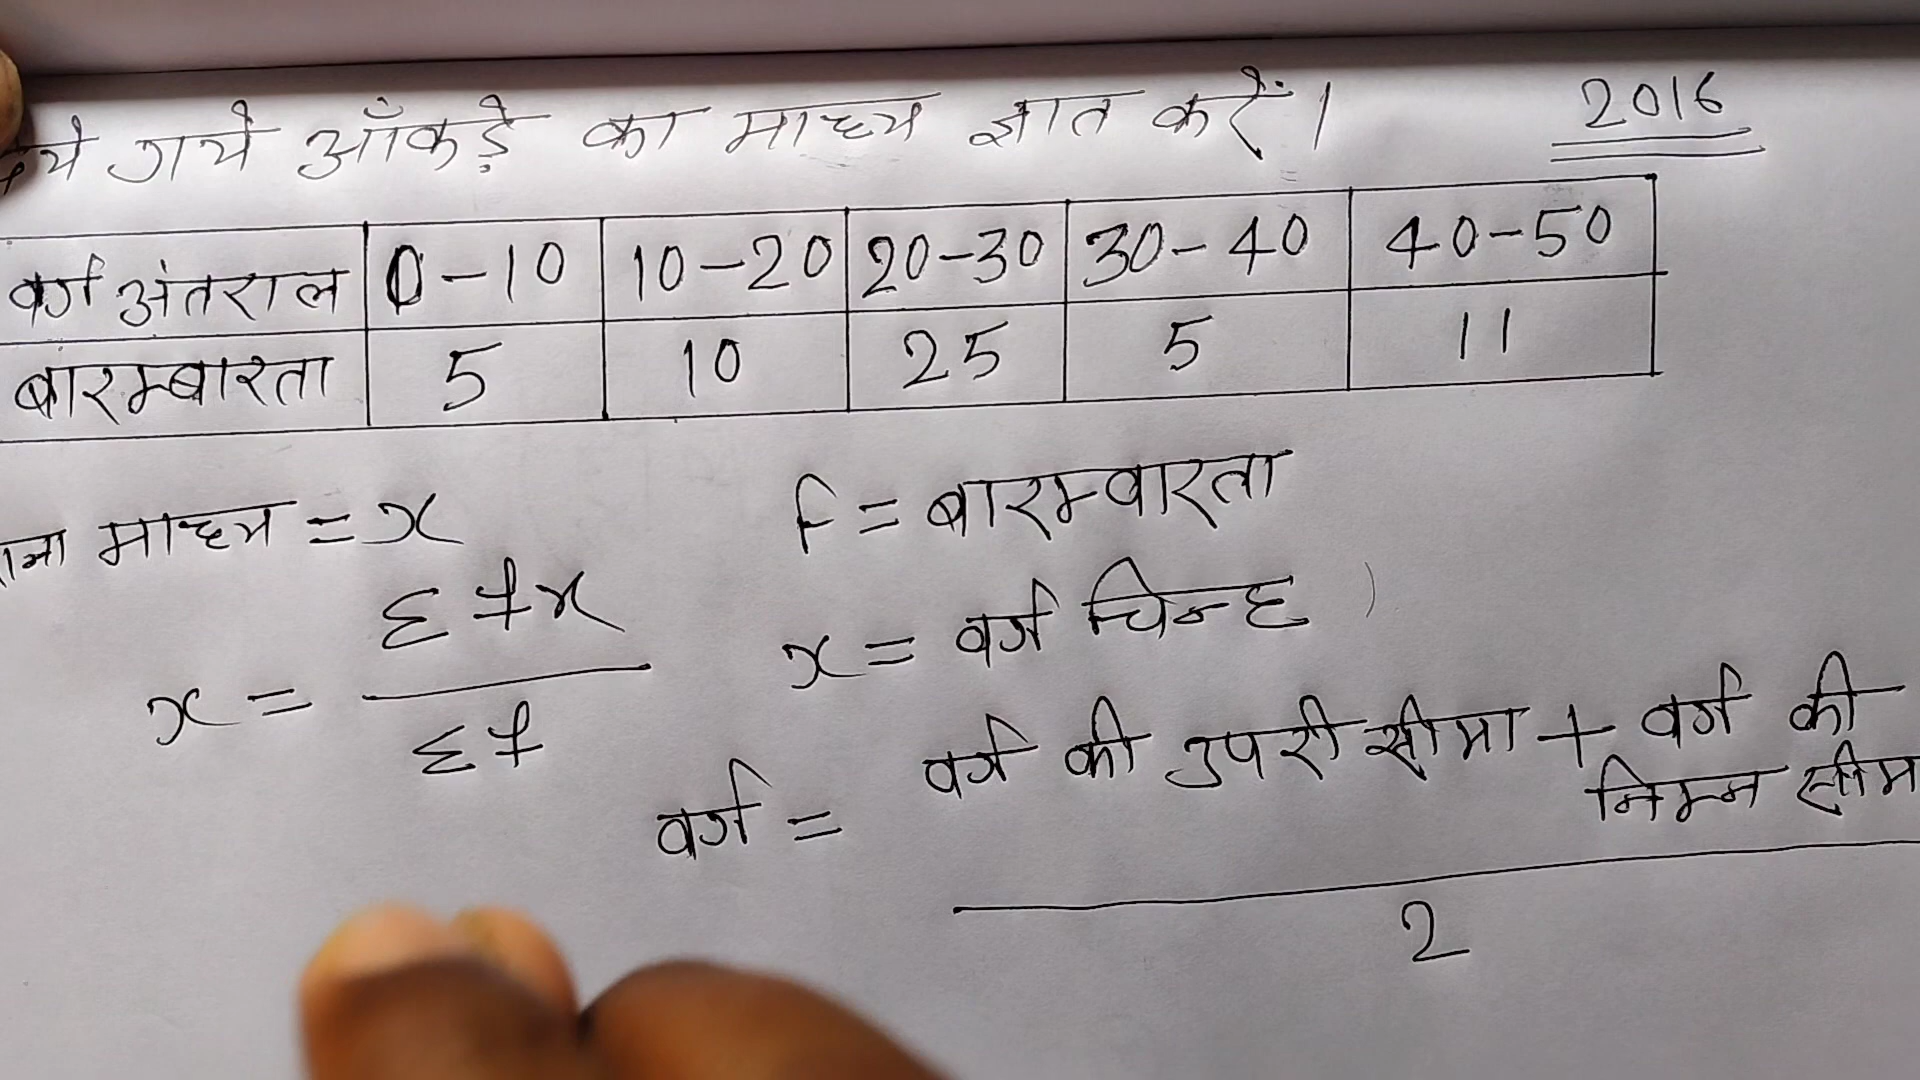 ये गये आँकड़े का माध्य ज्ञात करें। 2016
वर्ग अंतराल 0-10 10-20 20-30 30-40 40-50
बारम्बारता 5 10 25 5 11
माध्य = x
f = बारम्बारता
x = Σfx / Σf
x = वर्ग चिन्ह
वर्ग = वर्ग की उपरी सीमा + वर्ग की
निम्न सीम
2